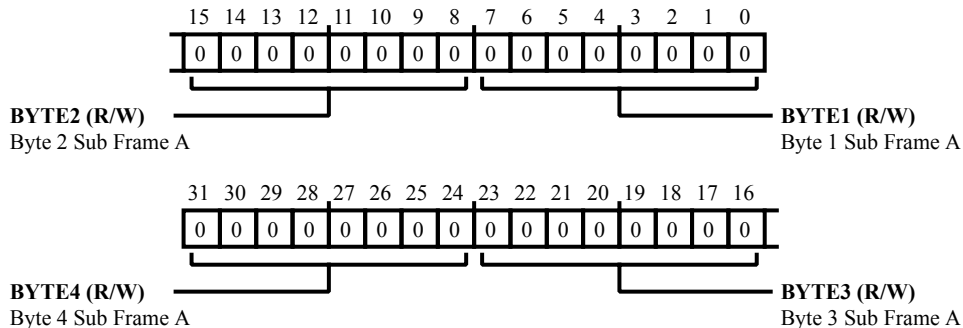 15 14 13 12 11 10 9 8 7 6 5 4 3 2 1 0
0 0 0 0 0 0 0 0 0 0 0 0 0 0 0 0
BYTE2 (R/W) BYTE1 (R/W)
Byte 2 Sub Frame A Byte 1 Sub Frame A
31 30 29 28 27 26 25 24 23 22 21 20 19 18 17 16
0 0 0 0 0 0 0 0 0 0 0 0 0 0 0 0
BYTE4 (R/W) BYTE3 (R/W)
Byte 4 Sub Frame A Byte 3 Sub Frame A